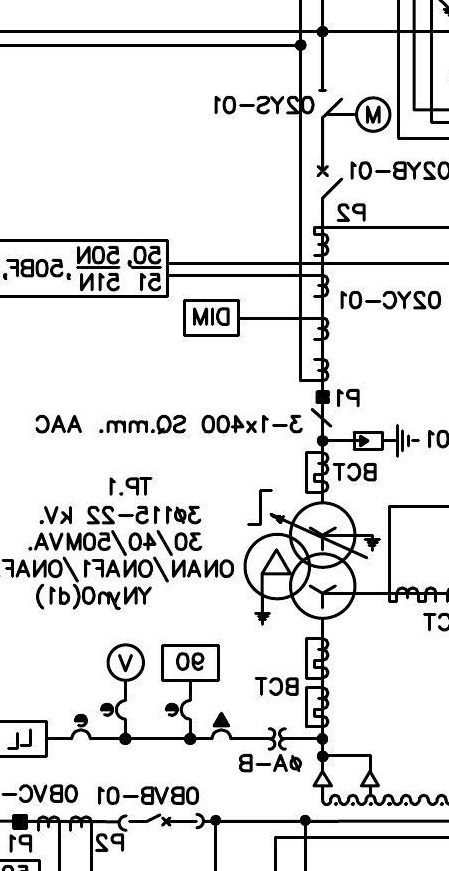 02YS-01
M
02YB-01
P2
50, 50N
51 51N ,50BF,
02YC-01
DIM
P1
3-1x400 SQ.mm. AAC
01
BCT
TP.1
3ø115-22 kV.
30/40/50MVA.
ONAN/ONAF1/ONAF
YNyn0(d1)
CT
V
90
BCT
e
e
e
LL
øA-B
0BVB-01
0BVC-
P2
P1